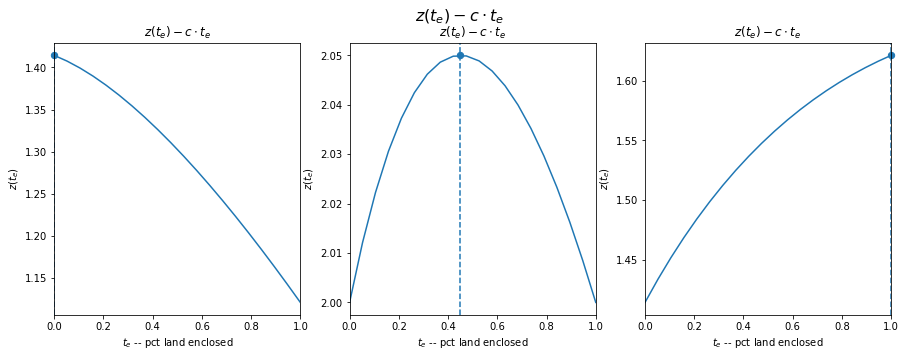 z(t_e) − c · t_e
z(t_e) − c · t_e
z(t_e) − c · t_e
z(t_e) − c · t_e
z(t_e)
1.40
1.35
1.30
1.25
1.20
1.15
0.0 0.2 0.4 0.6 0.8 1.0
t_e -- pct land enclosed
z(t_e)
2.05
2.04
2.03
2.02
2.01
2.00
0.0 0.2 0.4 0.6 0.8 1.0
t_e -- pct land enclosed
z(t_e)
1.60
1.55
1.50
1.45
0.0 0.2 0.4 0.6 0.8 1.0
t_e -- pct land enclosed